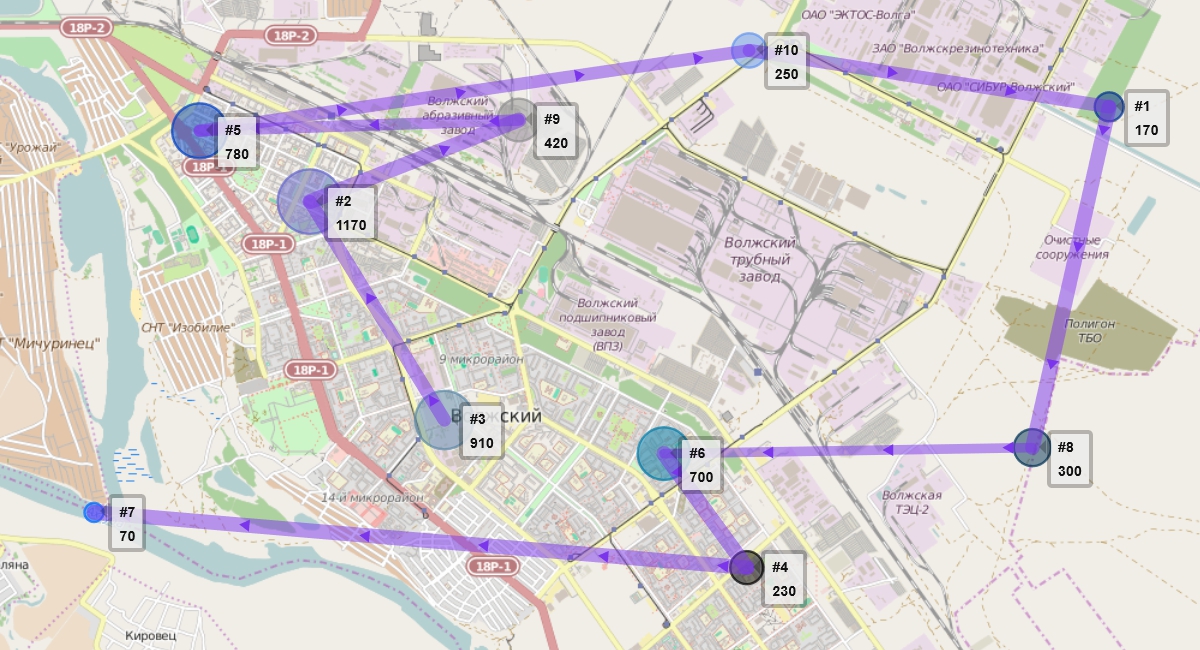 18Р-2
18Р-2
ОАО "ЭКТОС-Волга"
ЗАО "Волжскрезинотехника"
ОАО "СИБУР-Волжский"
#10
250
#1
170
Волжский
абразивный
завод
#9
420
#5
780
"Урожай"
#2
1170
18Р-1
Волжский
трубный
завод
Очистные
сооружения
Волжский
подшипниковый
завод
(ВПЗ)
Полигон
ТБО
СНТ "Изобилие"
"Мичуринец"
9 микрорайон
18Р-1
#3
910
#6
700
#8
300
14-й микрорайон
Волжская
ТЭЦ-2
#7
70
18Р-1
#4
230
ляна
Кировец